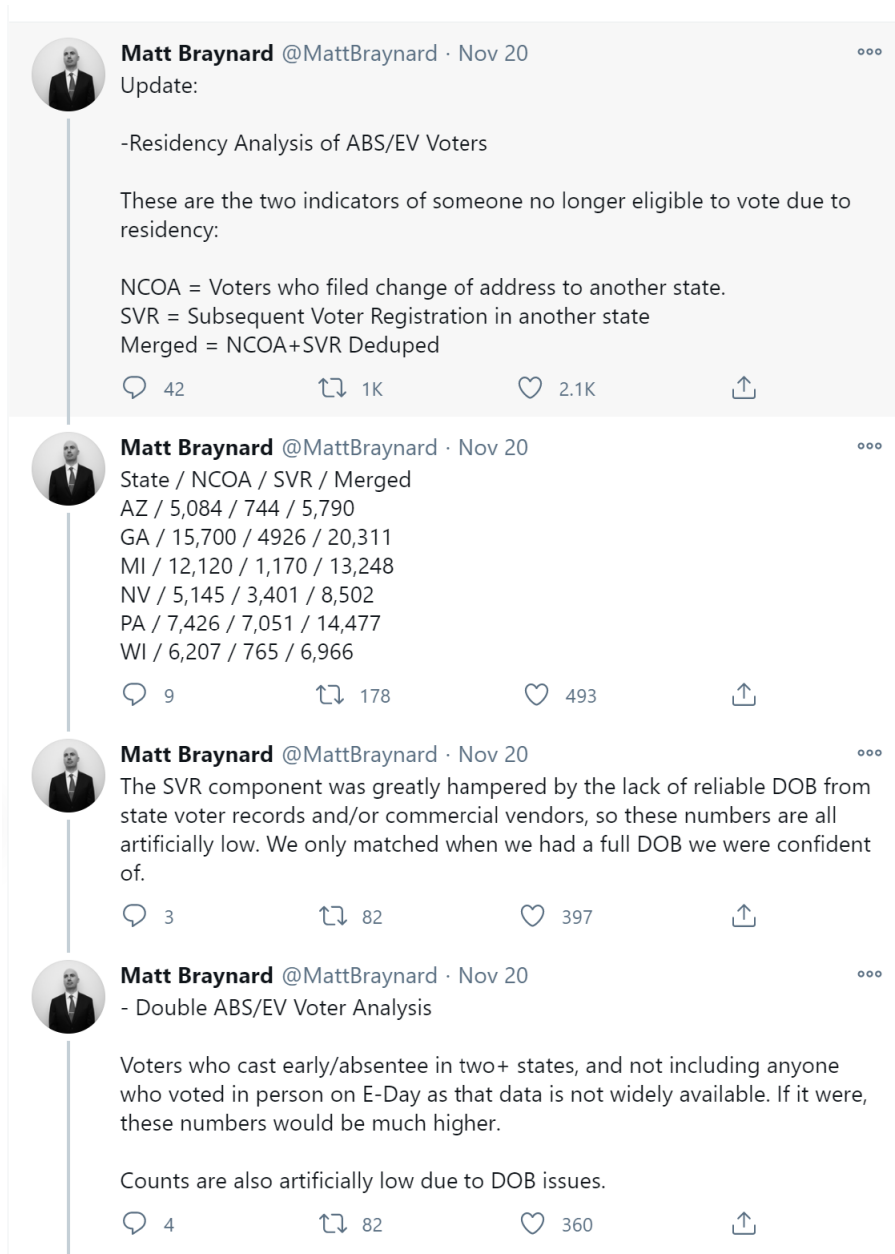 Matt Braynard @MattBraynard · Nov 20
Update:
-Residency Analysis of ABS/EV Voters
These are the two indicators of someone no longer eligible to vote due to
residency:
NCOA = Voters who filed change of address to another state.
SVR = Subsequent Voter Registration in another state
Merged = NCOA+SVR Deduped
42 1K 2.1K
Matt Braynard @MattBraynard · Nov 20
State / NCOA / SVR / Merged
AZ / 5,084 / 744 / 5,790
GA / 15,700 / 4926 / 20,311
MI / 12,120 / 1,170 / 13,248
NV / 5,145 / 3,401 / 8,502
PA / 7,426 / 7,051 / 14,477
WI / 6,207 / 765 / 6,966
9 178 493
Matt Braynard @MattBraynard · Nov 20
The SVR component was greatly hampered by the lack of reliable DOB from
state voter records and/or commercial vendors, so these numbers are all
artificially low. We only matched when we had a full DOB we were confident
of.
3 82 397
Matt Braynard @MattBraynard · Nov 20
- Double ABS/EV Voter Analysis
Voters who cast early/absentee in two+ states, and not including anyone
who voted in person on E-Day as that data is not widely available. If it were,
these numbers would be much higher.
Counts are also artificially low due to DOB issues.
4 82 360